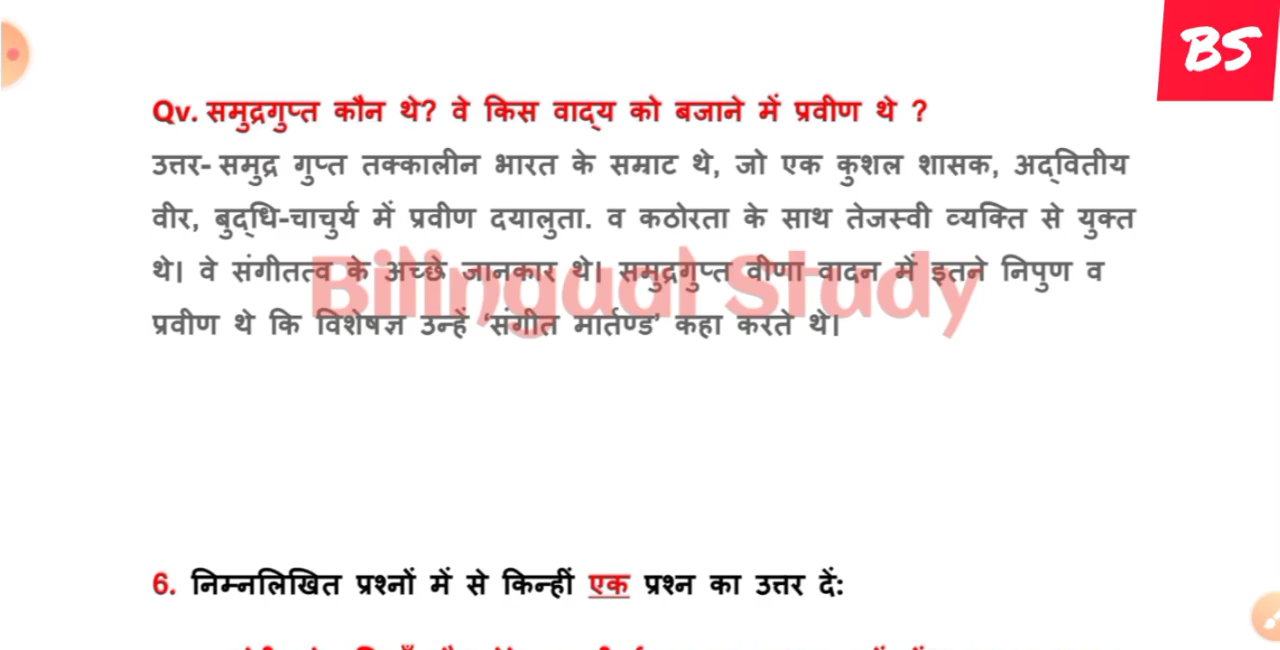 BS
Qv. समुद्रगुप्त कौन थे? वे किस वाद्य को बजाने में प्रवीण थे ?
उत्तर- समुद्र गुप्त तक्कालीन भारत के सम्राट थे, जो एक कुशल शासक, अद्वितीय
वीर, बुद्धि-चाचुर्य में प्रवीण दयालुता. व कठोरता के साथ तेजस्वी व्यक्ति से युक्त
थे| वे संगीतत्व के अच्छे जानकार थे| समुद्रगुप्त वीणा वादन में इतने निपुण व
Bilingual Study
प्रवीण थे कि विशेषज्ञ उन्हें ‘संगीत मार्तण्ड’ कहा करते थे|
6. निम्नलिखित प्रश्नों में से किन्हीं एक प्रश्न का उत्तर दें: